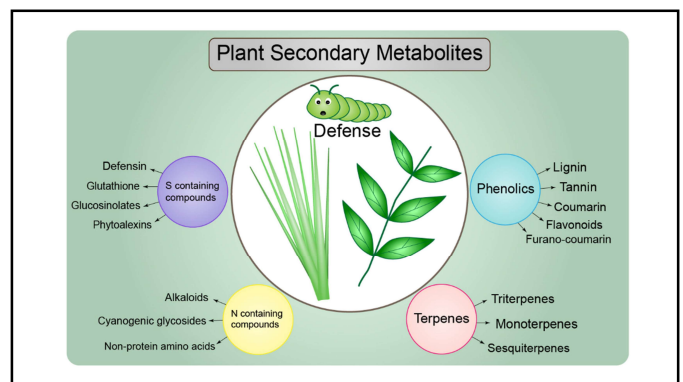 Plant Secondary Metabolites
Defense
Defensin
Glutathione
Glucosinolates
Phytoalexins
S containing
compounds
Phenolics
Lignin
Tannin
Coumarin
Flavonoids
Furano-coumarin
Alkaloids
Cyanogenic glycosides
Non-protein amino acids
N containing
compounds
Terpenes
Triterpenes
Monoterpenes
Sesquiterpenes